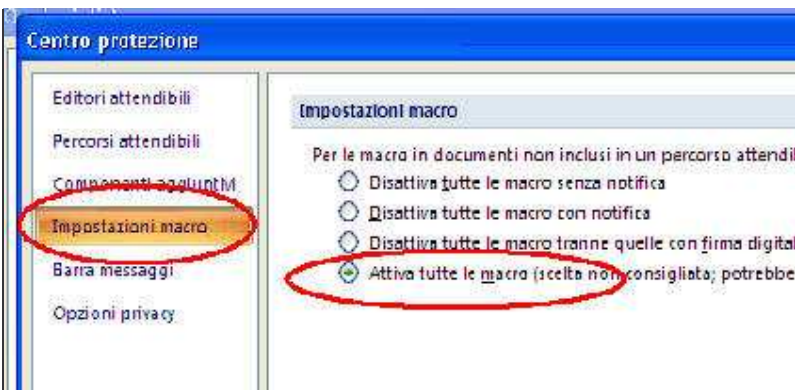 Centro protezione
Editori attendibili
Percorsi attendibili
Componenti aggiuntivi
Impostazioni macro
Barra messaggi
Opzioni privacy
Impostazioni macro
Per le macro in documenti non inclusi in un percorso attendil
Disattiva tutte le macro senza notifica
Disattiva tutte le macro con notifica
Disattiva tutte le macro tranne quelle con firma digital
Attiva tutte le macro (scelta non consigliata; potrebbe